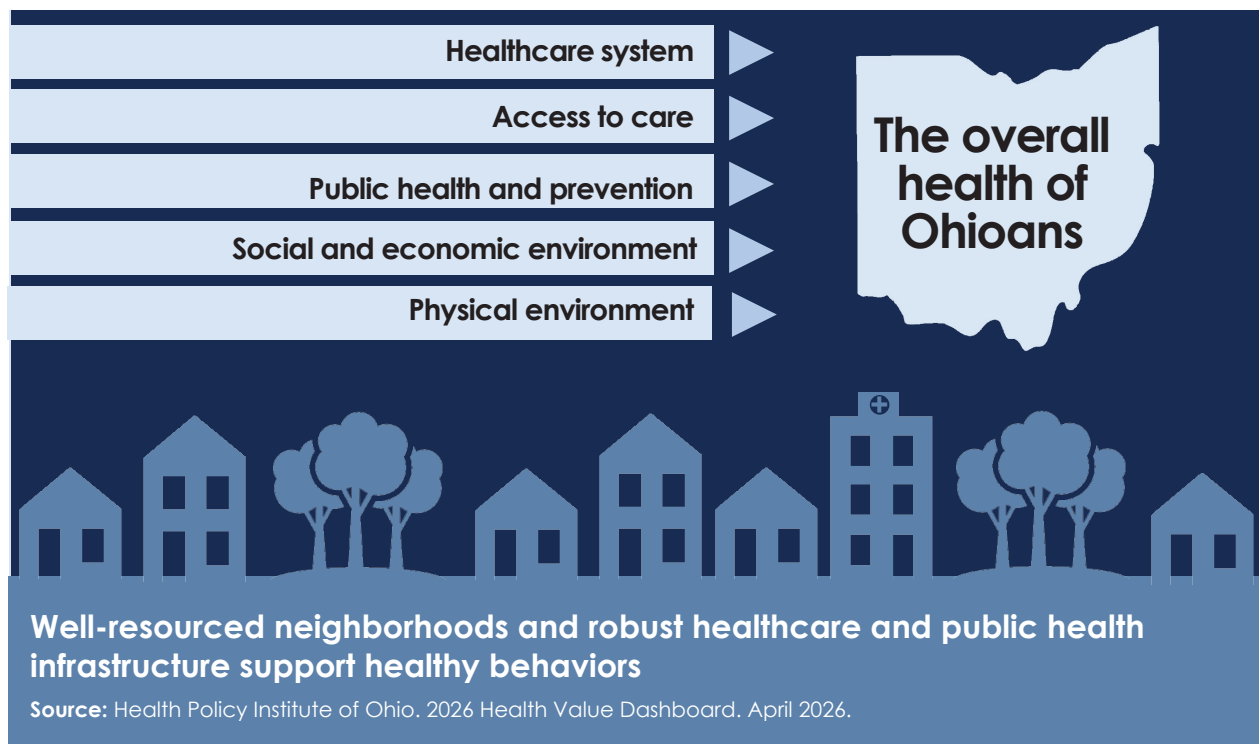 Healthcare system
Access to care
Public health and prevention
Social and economic environment
Physical environment
The overall
health of
Ohioans
Well-resourced neighborhoods and robust healthcare and public health
infrastructure support healthy behaviors
Source: Health Policy Institute of Ohio. 2026 Health Value Dashboard. April 2026.